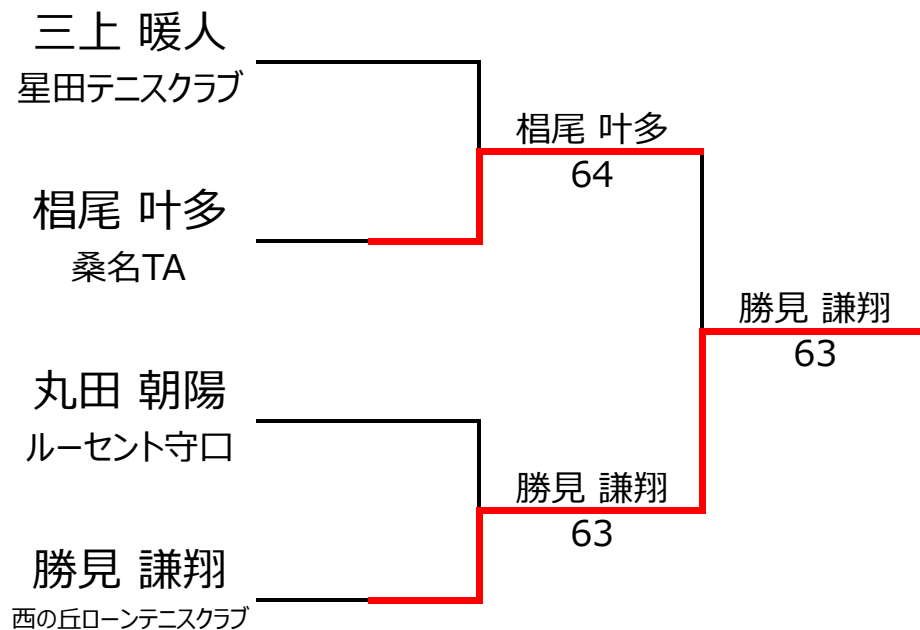 三上 暖人
星田テニスクラブ
椙尾 叶多
64
椙尾 叶多
桑名TA
勝見 謙翔
63
丸田 朝陽
ルーセント守口
勝見 謙翔
63
勝見 謙翔
西の丘ローンテニスクラブ